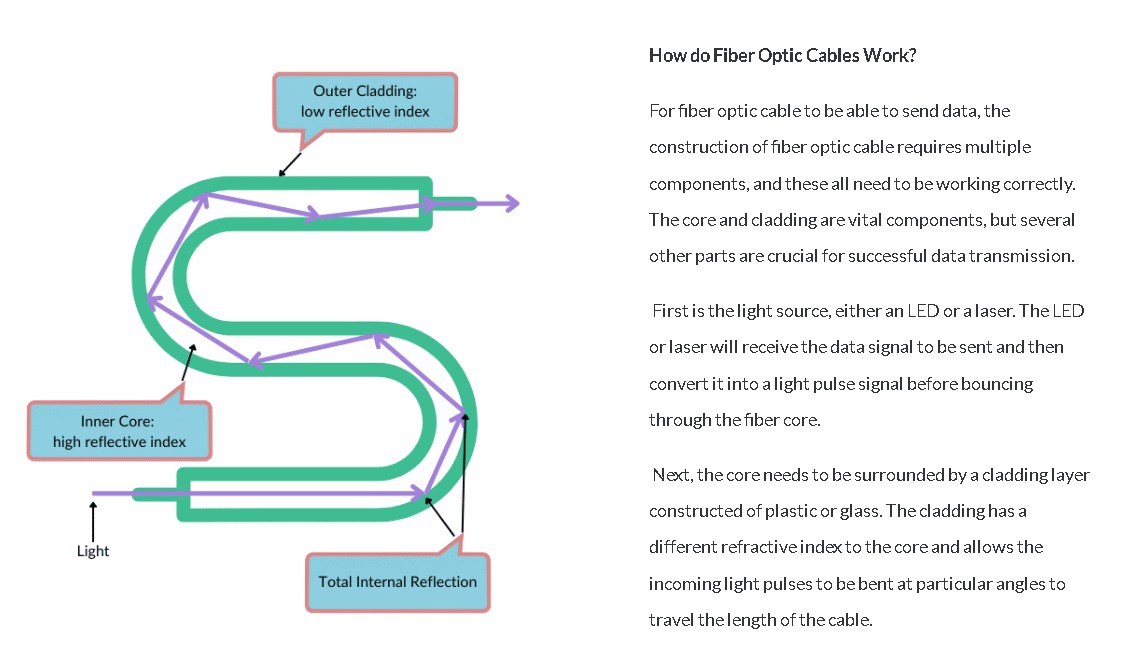 Outer Cladding:
low reflective index
Inner Core:
high reflective index
Light
Total Internal Reflection
How do Fiber Optic Cables Work?
For fiber optic cable to be able to send data, the
construction of fiber optic cable requires multiple
components, and these all need to be working correctly.
The core and cladding are vital components, but several
other parts are crucial for successful data transmission.
First is the light source, either an LED or a laser. The LED
or laser will receive the data signal to be sent and then
convert it into a light pulse signal before bouncing
through the fiber core.
Next, the core needs to be surrounded by a cladding layer
constructed of plastic or glass. The cladding has a
different refractive index to the core and allows the
incoming light pulses to be bent at particular angles to
travel the length of the cable.